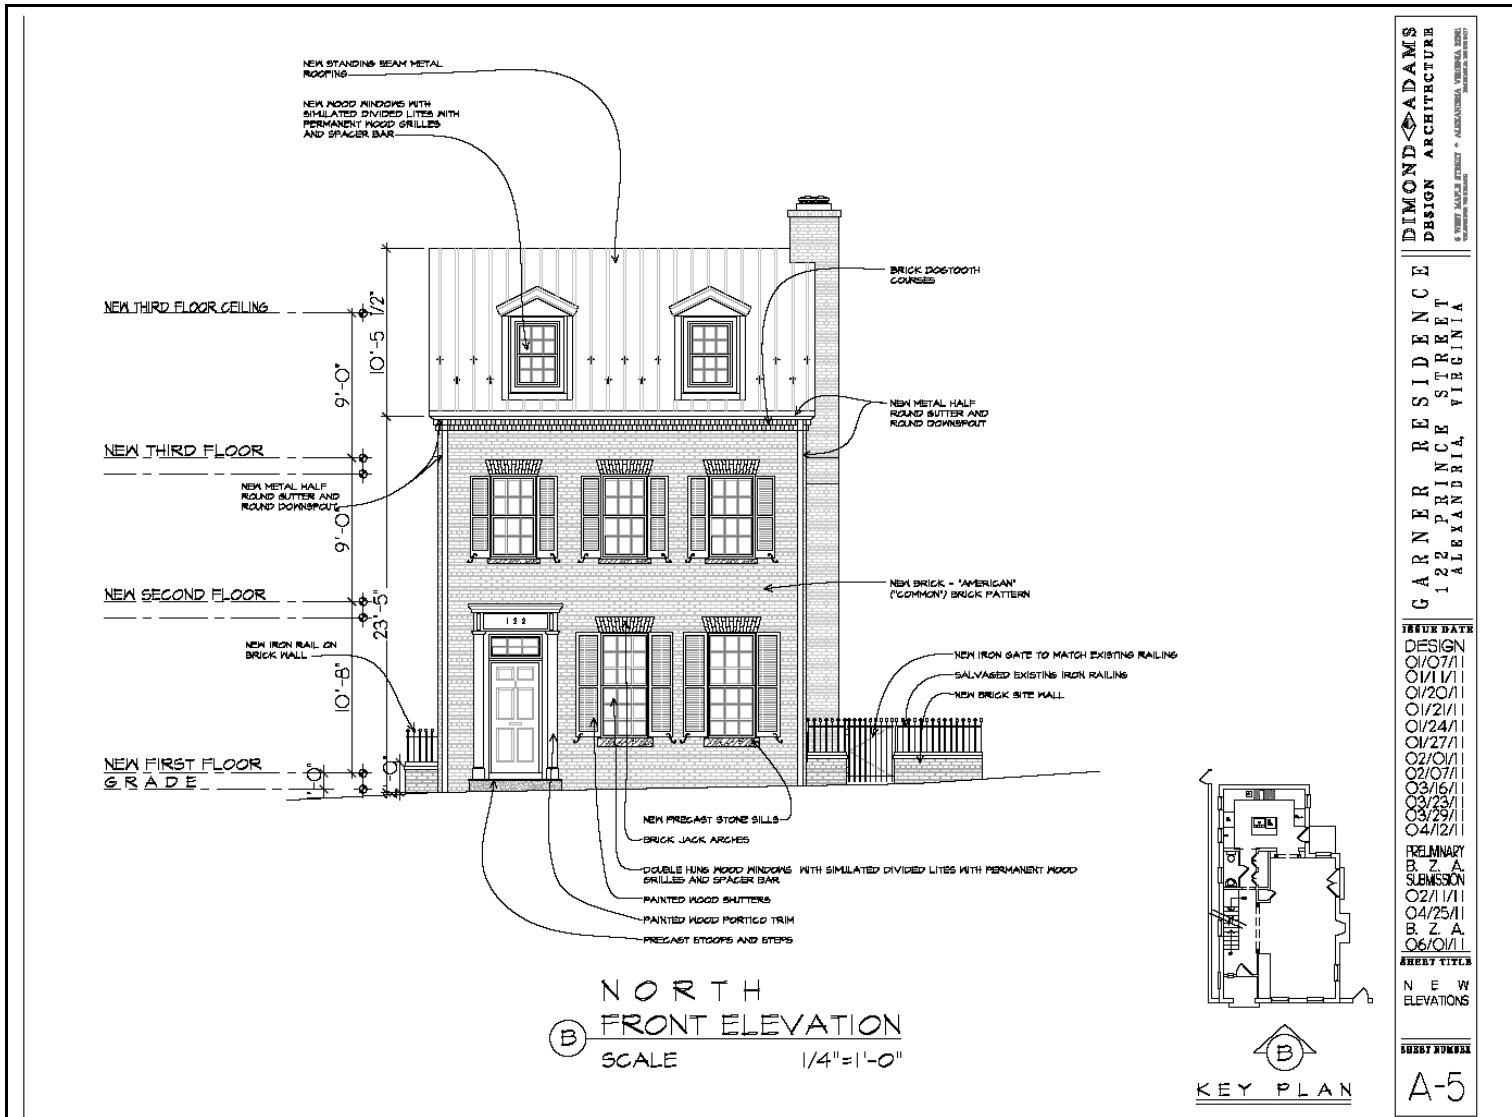 NEW STANDING SEAM METAL
ROOFING
NEW WOOD WINDOWS WITH
SIMULATED DIVIDED LITES WITH
PERMANENT WOOD GRILLES
AND SPACER BAR
BRICK DOGTOOTH
COURSES
NEW THIRD FLOOR CEILING
10'-5 1/2"
9'-0"
NEW METAL HALF
ROUND GUTTER AND
ROUND DOWNSPOUT
NEW THIRD FLOOR
NEW METAL HALF
ROUND GUTTER AND
ROUND DOWNSPOUT
9'-0"
NEW BRICK - "AMERICAN"
("COMMON") BRICK PATTERN
NEW SECOND FLOOR
23'-5"
122
NEW IRON RAIL ON
BRICK WALL
10'-8"
NEW IRON GATE TO MATCH EXISTING RAILING
SALVAGED EXISTING IRON RAILING
NEW BRICK SITE WALL
NEW FIRST FLOOR
GRADE
1'-0"
NEW PRECAST STONE SILLS
BRICK JACK ARCHES
DOUBLE HUNG WOOD WINDOWS WITH SIMULATED DIVIDED LITES WITH PERMANENT WOOD
GRILLES AND SPACER BAR
PAINTED WOOD SHUTTERS
PAINTED WOOD PORTICO TRIM
PRECAST STOOPS AND STEPS
NORTH
B FRONT ELEVATION
SCALE 1/4"=1'-0"
B
KEY PLAN
DIMOND ADAMS
DESIGN ARCHITECTURE
GARNER RESIDENCE
122 PRINCE STREET
ALEXANDRIA, VIRGINIA
ISSUE DATE
DESIGN
01/07/11
01/11/11
01/20/11
01/21/11
01/24/11
01/27/11
02/01/11
02/07/11
03/16/11
03/23/11
03/29/11
04/12/11
PRELIMINARY
B. Z. A.
SUBMISSION
02/11/11
04/25/11
B. Z. A.
06/01/11
SHEET TITLE
NEW
ELEVATIONS
SHEET NUMBER
A-5